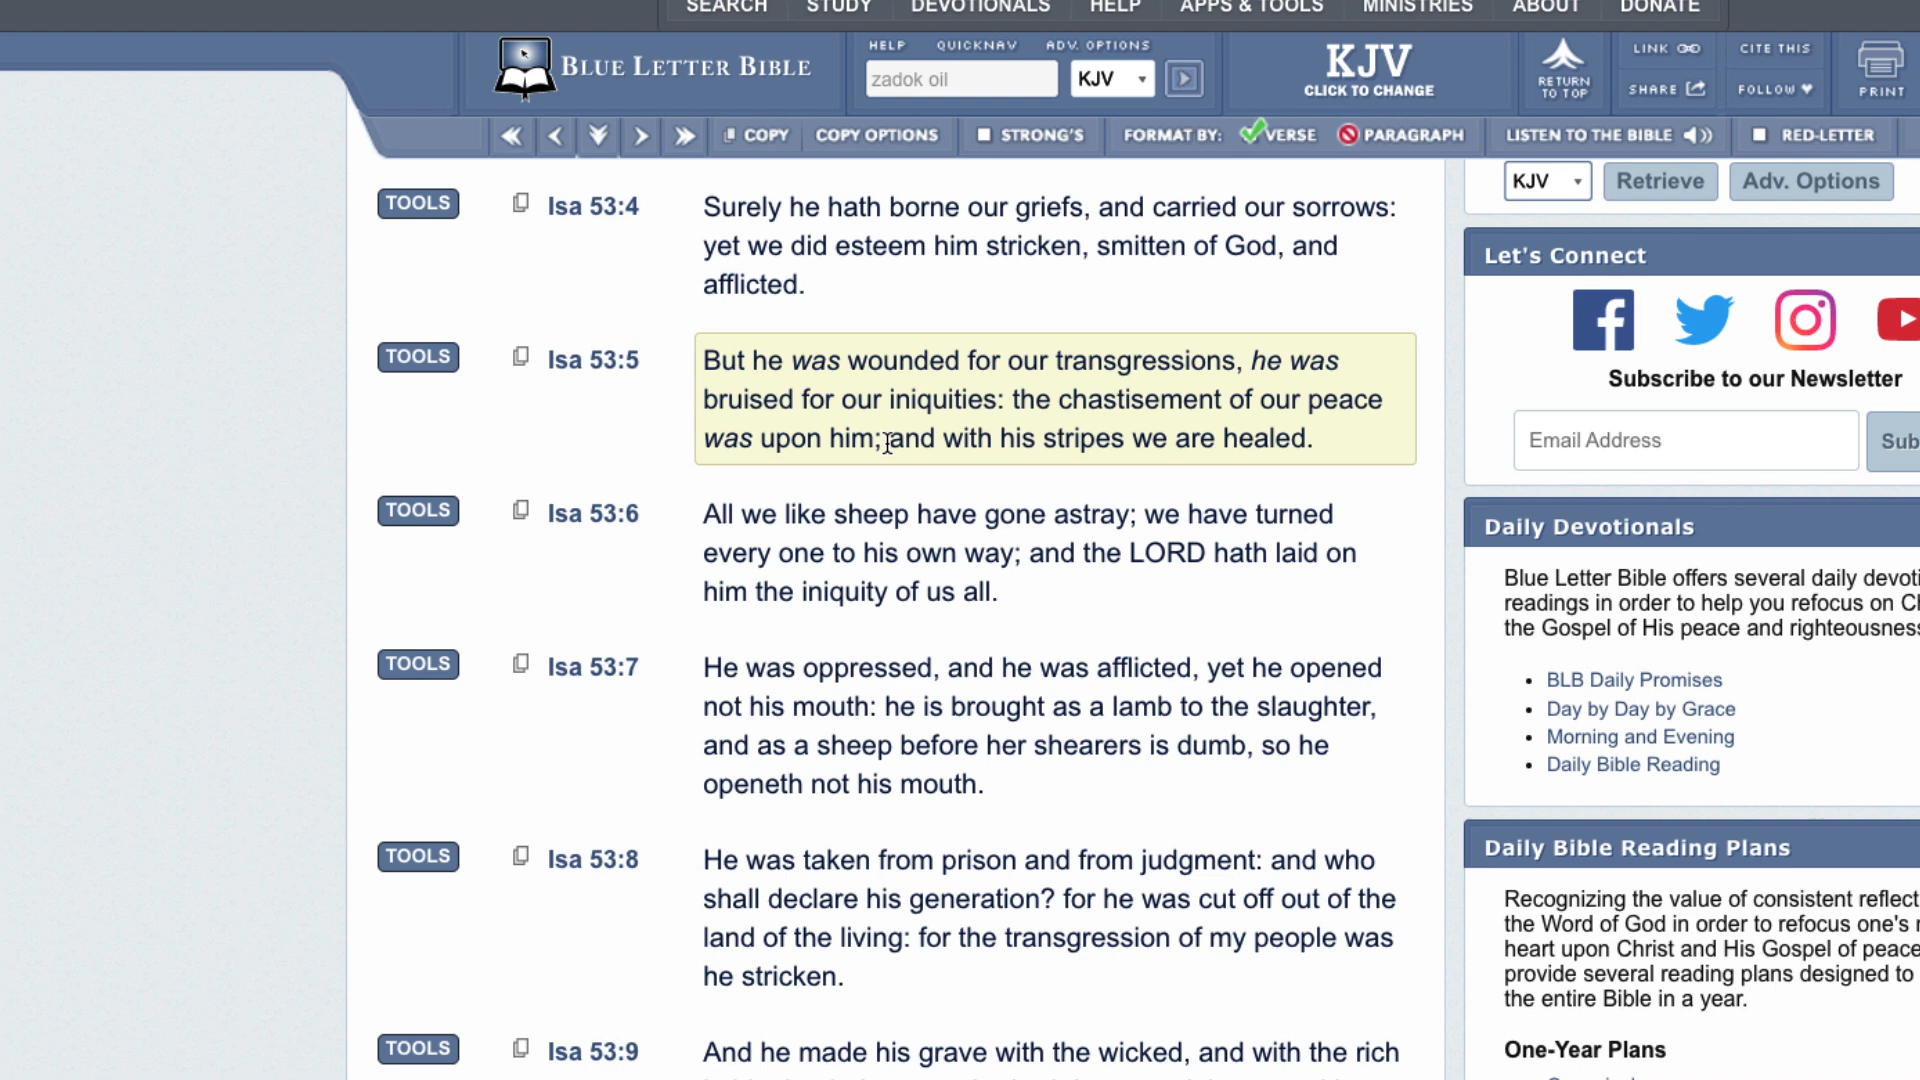 SEARCH STUDY DEVOTIONALS HELP APPS & TOOLS MINISTRIES ABOUT DONATE
BLUE LETTER BIBLE
HELP QUICKNAV ADV. OPTIONS
zadok oil KJV
KJV
CLICK TO CHANGE
RETURN
TO TOP
LINK
SHARE
CITE THIS
FOLLOW
PRINT
COPY COPY OPTIONS STRONG'S FORMAT BY: VERSE PARAGRAPH LISTEN TO THE BIBLE RED-LETTER
TOOLS Isa 53:4 Surely he hath borne our griefs, and carried our sorrows:
yet we did esteem him stricken, smitten of God, and
afflicted.
TOOLS Isa 53:5 But he was wounded for our transgressions, he was
bruised for our iniquities: the chastisement of our peace
was upon him; and with his stripes we are healed.
TOOLS Isa 53:6 All we like sheep have gone astray; we have turned
every one to his own way; and the LORD hath laid on
him the iniquity of us all.
TOOLS Isa 53:7 He was oppressed, and he was afflicted, yet he opened
not his mouth: he is brought as a lamb to the slaughter,
and as a sheep before her shearers is dumb, so he
openeth not his mouth.
TOOLS Isa 53:8 He was taken from prison and from judgment: and who
shall declare his generation? for he was cut off out of the
land of the living: for the transgression of my people was
he stricken.
TOOLS Isa 53:9 And he made his grave with the wicked, and with the rich
KJV Retrieve Adv. Options
Let's Connect
Subscribe to our Newsletter
Email Address Sub
Daily Devotionals
Blue Letter Bible offers several daily devoti
readings in order to help you refocus on Ch
the Gospel of His peace and righteousness
• BLB Daily Promises
• Day by Day by Grace
• Morning and Evening
• Daily Bible Reading
Daily Bible Reading Plans
Recognizing the value of consistent reflect
the Word of God in order to refocus one's m
heart upon Christ and His Gospel of peace
provide several reading plans designed to
the entire Bible in a year.
One-Year Plans